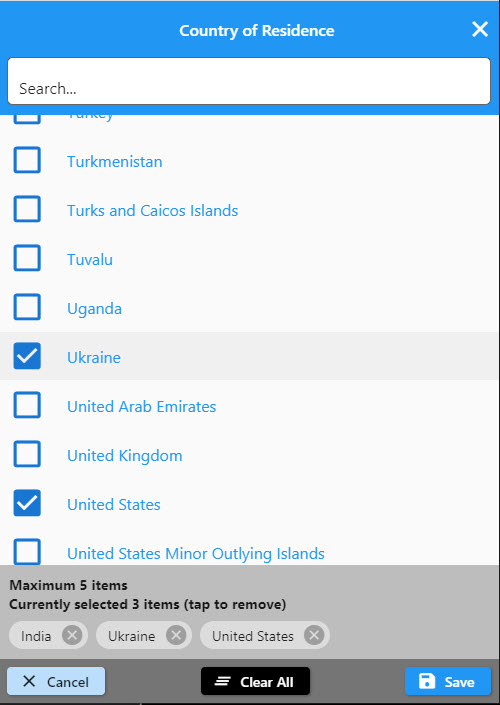 Country of Residence
Search...
Turkey
Turkmenistan
Turks and Caicos Islands
Tuvalu
Uganda
Ukraine
United Arab Emirates
United Kingdom
United States
United States Minor Outlying Islands
Maximum 5 items
Currently selected 3 items (tap to remove)
India Ukraine United States
Cancel Clear All Save